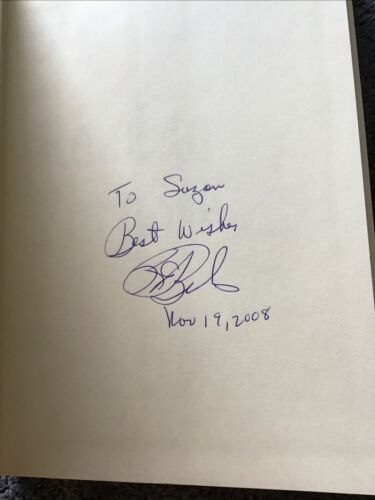 To Suzan
Best Wishes
Nov 19, 2008